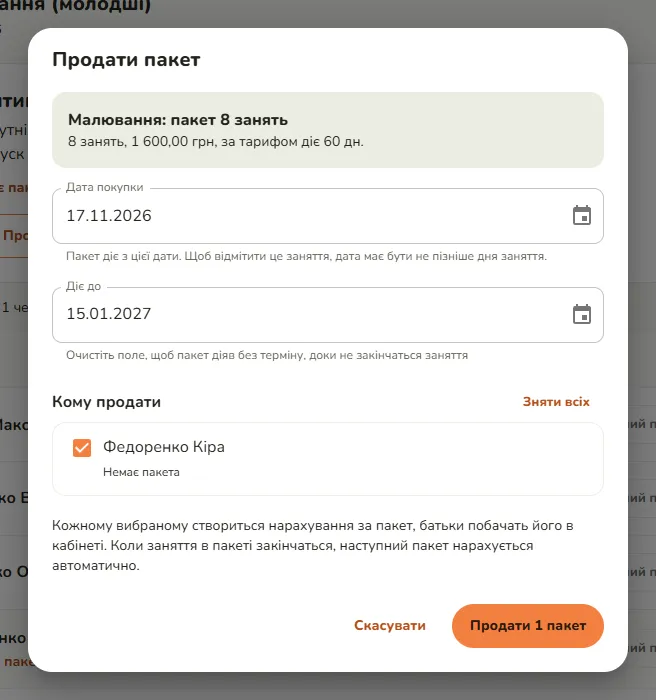 ання (молодші)
Продати пакет
Малювання: пакет 8 занять
8 занять, 1 600,00 грн, за тарифом діє 60 дн.
Дата покупки
17.11.2026
Пакет діє з цієї дати. Щоб відмітити це заняття, дата має бути не пізніше дня заняття.
Діє до
15.01.2027
Очистіть поле, щоб пакет діяв без терміну, доки не закінчаться заняття
Кому продати
Зняти всіх
Федоренко Кіра
Немає пакета
Кожному вибраному створиться нарахування за пакет, батьки побачать його в
кабінеті. Коли заняття в пакеті закінчаться, наступний пакет нарахується
автоматично.
Скасувати
Продати 1 пакет